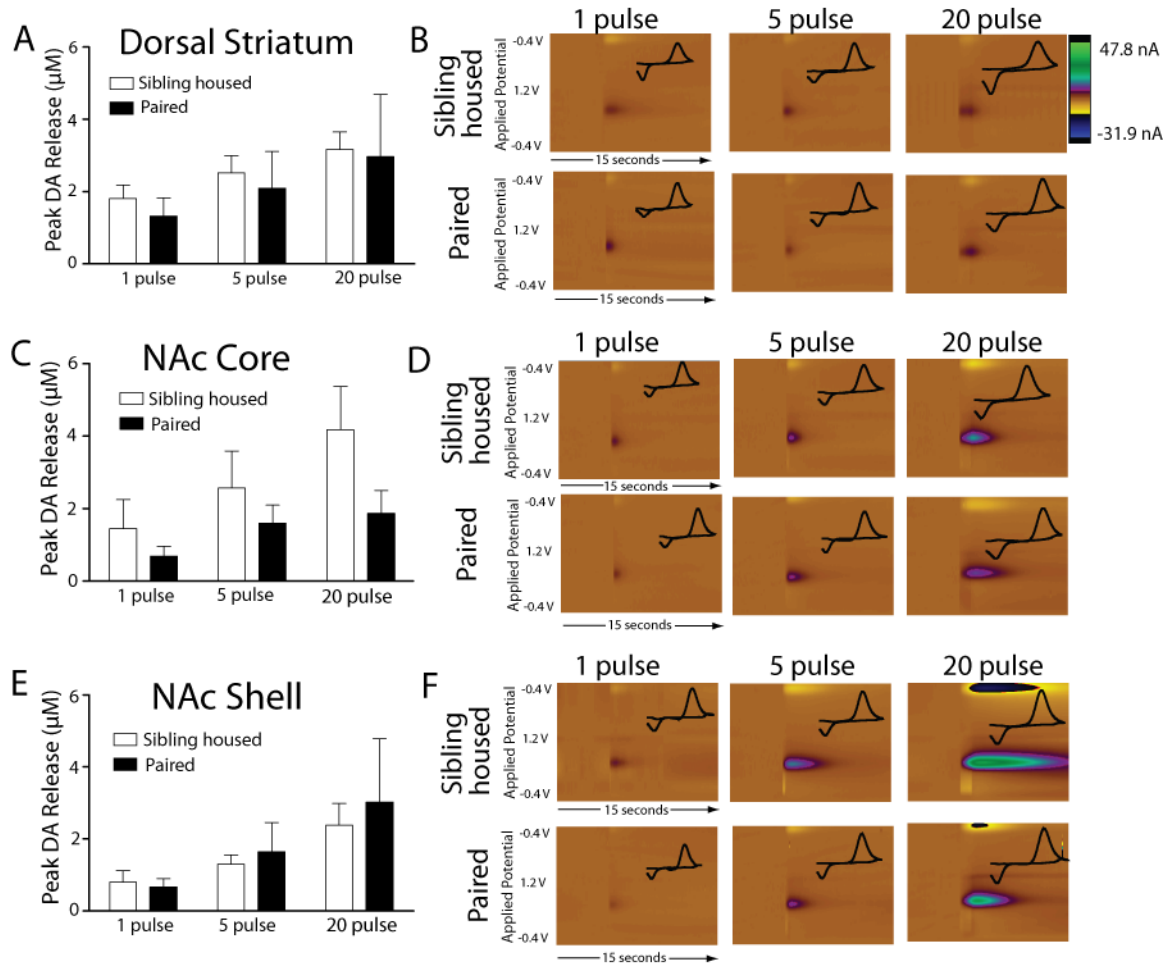 A
Dorsal Striatum
Peak DA Release (μM)
6
4
2
0
Sibling housed
Paired
1 pulse
5 pulse
20 pulse
B
1 pulse
5 pulse
20 pulse
Sibling
housed
Applied Potential
-0.4 V
1.2 V
-0.4 V
15 seconds
47.8 nA
-31.9 nA
Paired
Applied Potential
-0.4 V
1.2 V
-0.4 V
15 seconds
C
NAc Core
Peak DA Release (μM)
6
4
2
0
Sibling housed
Paired
1 pulse
5 pulse
20 pulse
D
1 pulse
5 pulse
20 pulse
Sibling
housed
Applied Potential
-0.4 V
1.2 V
-0.4 V
15 seconds
Paired
Applied Potential
-0.4 V
1.2 V
-0.4 V
15 seconds
E
NAc Shell
Peak DA Release (μM)
6
4
2
0
Sibling housed
Paired
1 pulse
5 pulse
20 pulse
F
1 pulse
5 pulse
20 pulse
Sibling
housed
Applied Potential
-0.4 V
1.2 V
-0.4 V
15 seconds
Paired
Applied Potential
-0.4 V
1.2 V
-0.4 V
15 seconds